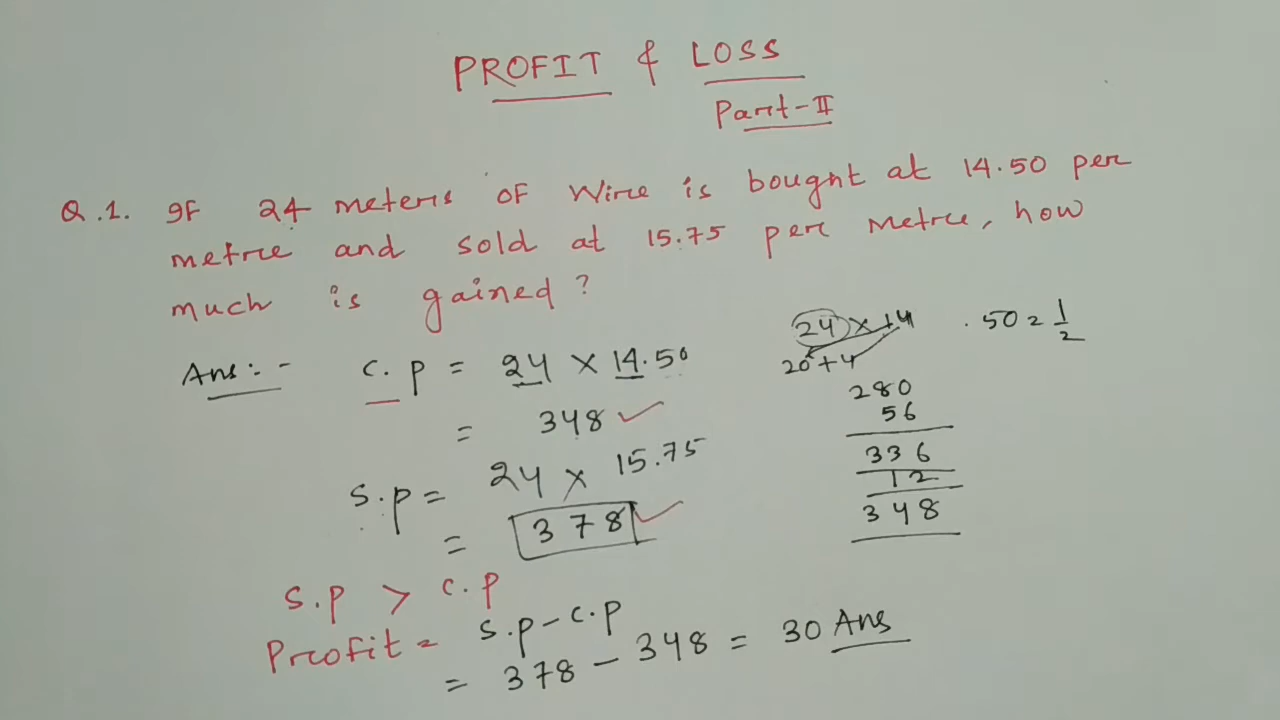 PROFIT & LOSS
Part-II
Q.1. If 24 meters OF Wire is bought at 14.50 per
metre and sold at 15.75 per Metre, how
much is gained?
Ans:- C.P = 24 × 14.50
= 348 ✓
S.P = 24 × 15.75
= 378 ✓
S.P > C.P
Profit = S.P - C.P
= 378 - 348 = 30 Ans
24 × 14
20+4
280
56
336
12
348
.50 = 1/2